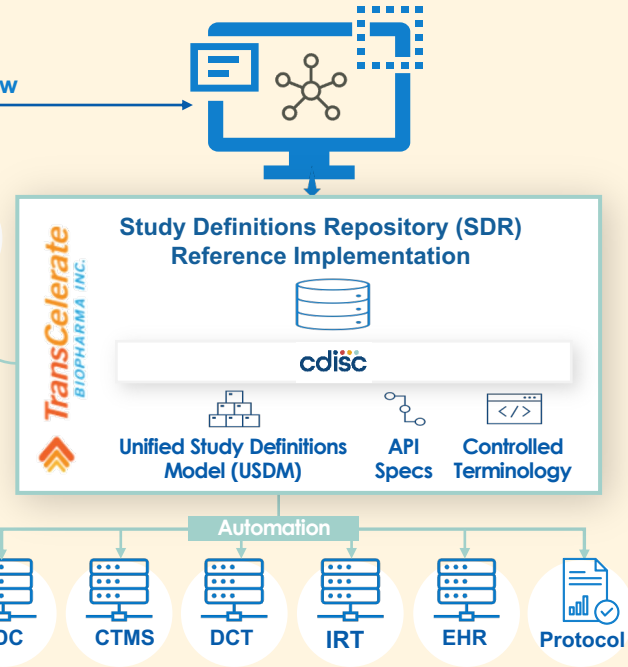 Study Definitions Repository (SDR)
Reference Implementation
TransCelerate
BIOPHARMA INC.
cdisc
Unified Study Definitions
Model (USDM)
API
Specs
</>
Controlled
Terminology
Automation
CTMS
DCT
IRT
EHR
Protocol